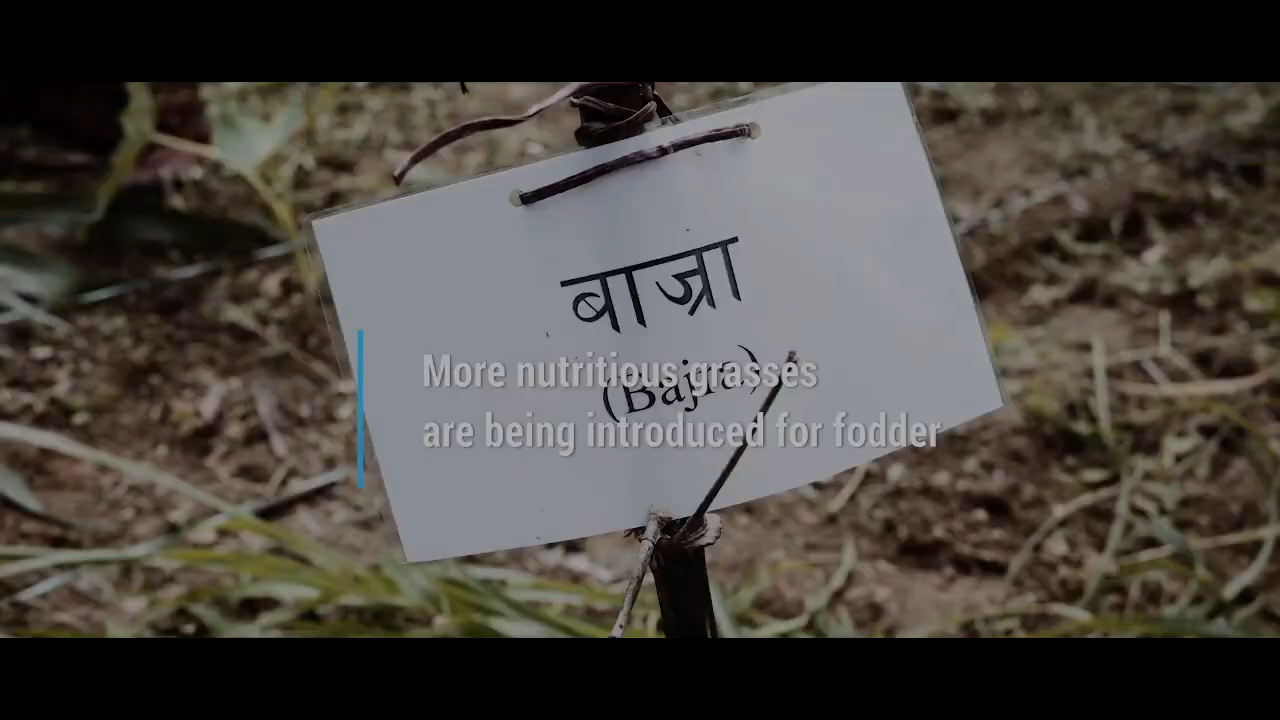 बाज्रा
(Bajra)
More nutritious grasses
are being introduced for fodder